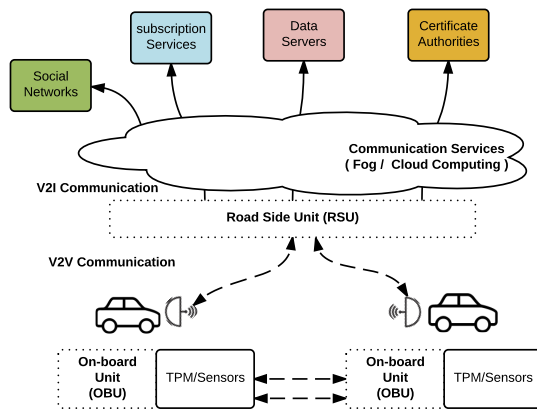 subscription
Services
Data
Servers
Certificate
Authorities
Social
Networks
Communication Services
( Fog / Cloud Computing )
V2I Communication
Road Side Unit (RSU)
V2V Communication
On-board
Unit
(OBU)
TPM/Sensors
On-board
Unit
(OBU)
TPM/Sensors